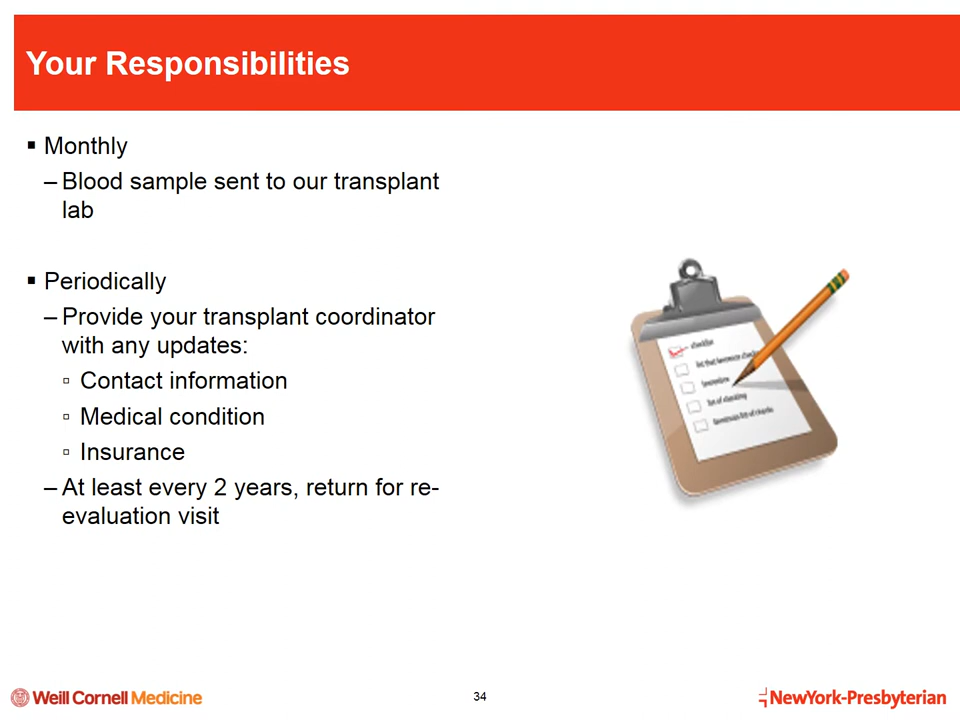 Your Responsibilities
▪ Monthly
– Blood sample sent to our transplant
lab
▪ Periodically
– Provide your transplant coordinator
with any updates:
▫ Contact information
▫ Medical condition
▫ Insurance
– At least every 2 years, return for re-
evaluation visit
checklist
Weill Cornell Medicine
34
NewYork-Presbyterian